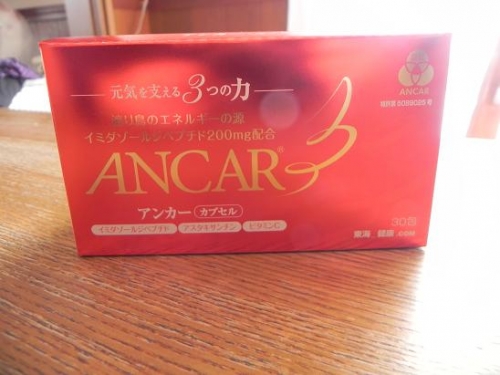 元気を支える3つの力
ANCAR
渡り鳥のエネルギーの源
イミダゾールジペプチド200mg配合
ANCAR®3
アンカー カプセル
イミダゾールジペプチド アスタキサンチン ビタミンC
30包
東海 健康